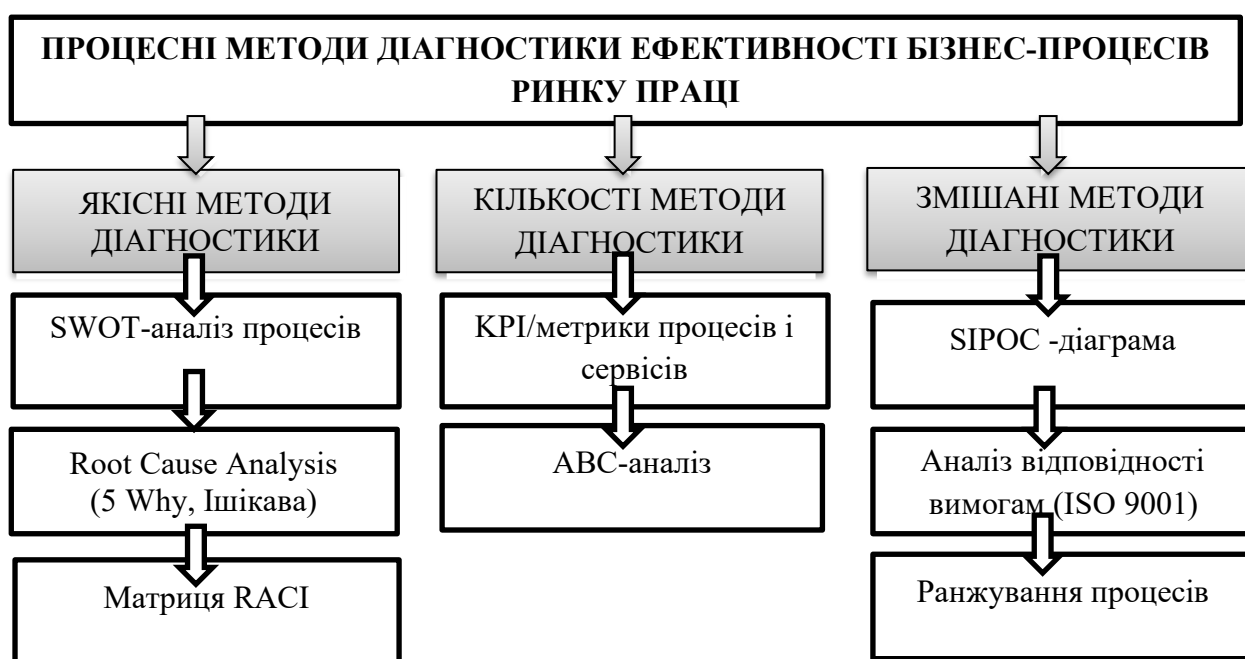 ПРОЦЕСНІ МЕТОДИ ДІАГНОСТИКИ ЕФЕКТИВНОСТІ БІЗНЕС-ПРОЦЕСІВ
РИНКУ ПРАЦІ
ЯКІСНІ МЕТОДИ
ДІАГНОСТИКИ
SWOT-аналіз процесів
Root Cause Analysis
(5 Why, Ішікава)
Матриця RACI
КІЛЬКОСТІ МЕТОДИ
ДІАГНОСТИКИ
KPI/метрики процесів і
сервісів
ABC-аналіз
ЗМІШАНІ МЕТОДИ
ДІАГНОСТИКИ
SIPOC -діаграма
Аналіз відповідності
вимогам (ISO 9001)
Ранжування процесів